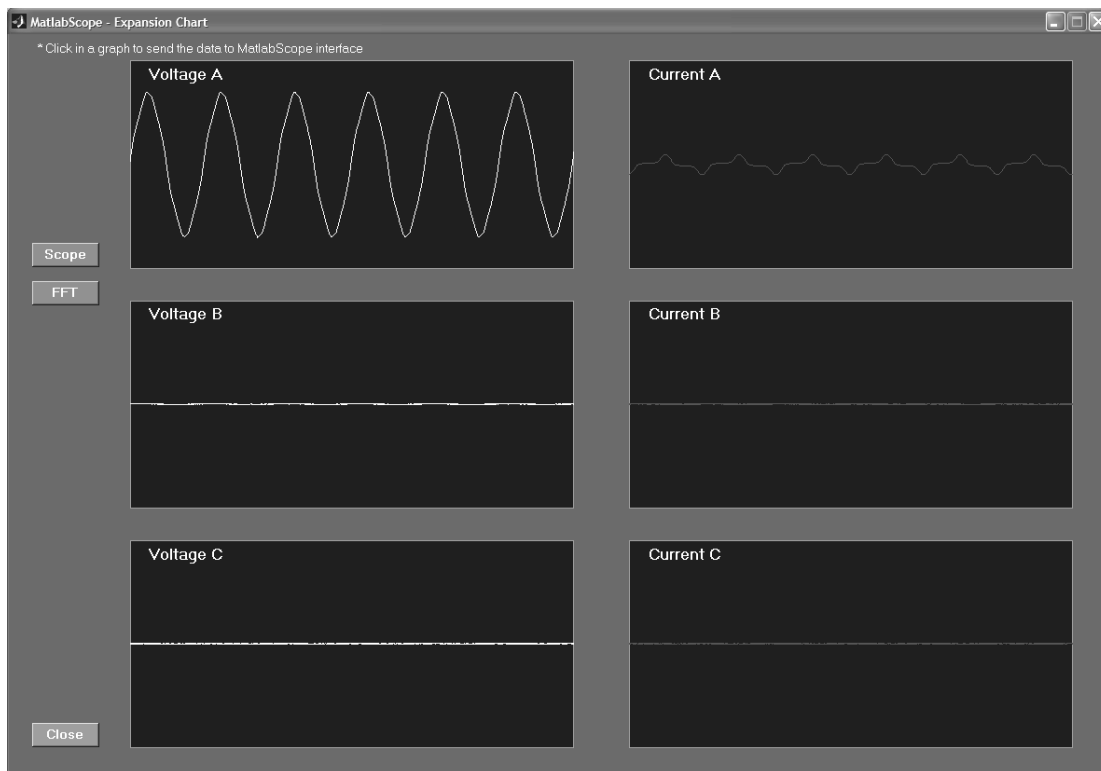 MatlabScope - Expansion Chart
* Click in a graph to send the data to MatlabScope interface
Voltage A
Current A
Scope
FFT
Voltage B
Current B
Voltage C
Current C
Close